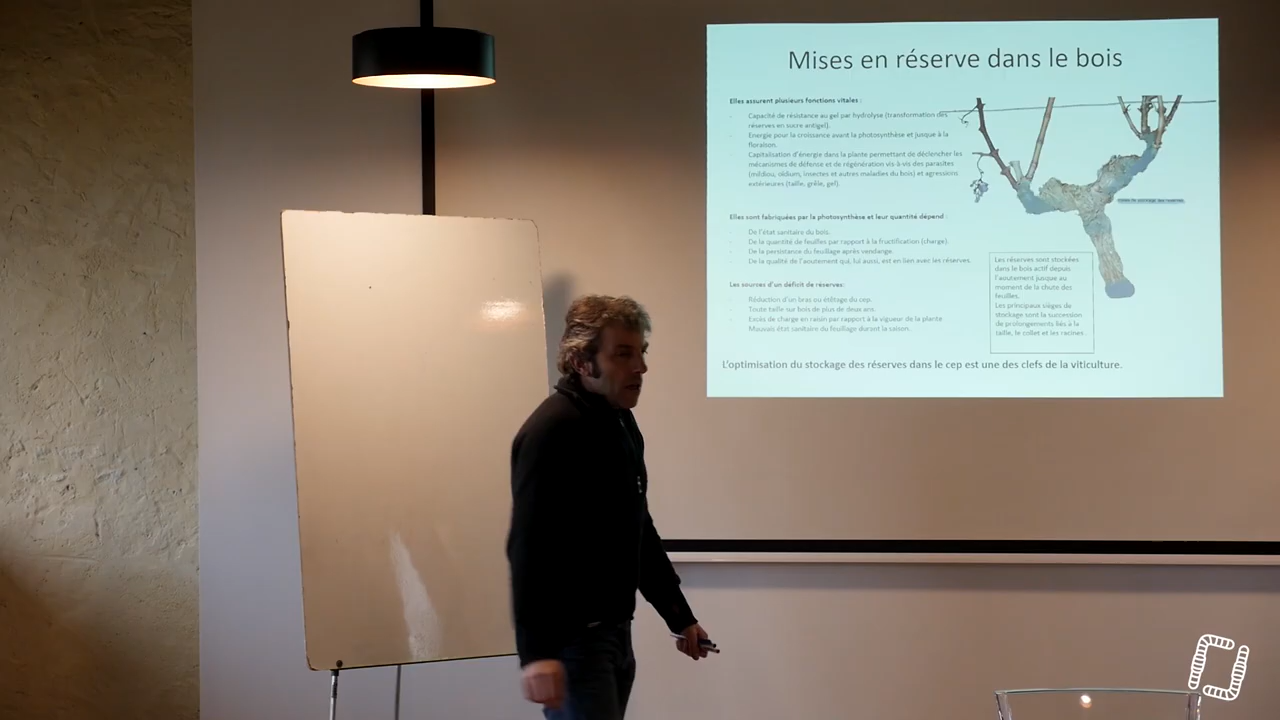 Mises en réserve dans le bois
Elles assurent plusieurs fonctions vitales :
- Capacité de résistance au gel par hydrolyse (transformation des
réserves en sucre antigel).
- Energie pour la croissance avant la photosynthèse et jusque à la
floraison.
- Capitalisation d'énergie dans la plante permettant de déclencher les
mécanismes de défense et de régénération vis à vis des parasites
(mildiou, oïdium, insectes et autres maladies du bois) et agressions
extérieures (taille, grêle, gel).
Elles sont fabriquées par la photosynthèse et leur quantité dépend :
- De l'état sanitaire du bois.
- De la quantité de feuilles par rapport à la fructification (charge).
- De la persistance du feuillage après vendange.
- De la qualité de l'aoutement qui, lui aussi, est en lien avec les réserves.
Les sources d'un déficit de réserves:
- Réduction d'un bras ou étêtage du cep.
- Toute taille sur bois de plus de deux ans.
- Excès de charge en raisin par rapport à la vigueur de la plante
- Mauvais état sanitaire du feuillage durant la saison.
Les réserves sont stockées
dans le bois actif depuis
l'aoutement jusque au
moment de la chute des
feuilles.
Les principaux sièges de
stockage sont la succession
de prolongements liés à la
taille, le collet et les racines.
L'optimisation du stockage des réserves dans le cep est une des clefs de la viticulture.